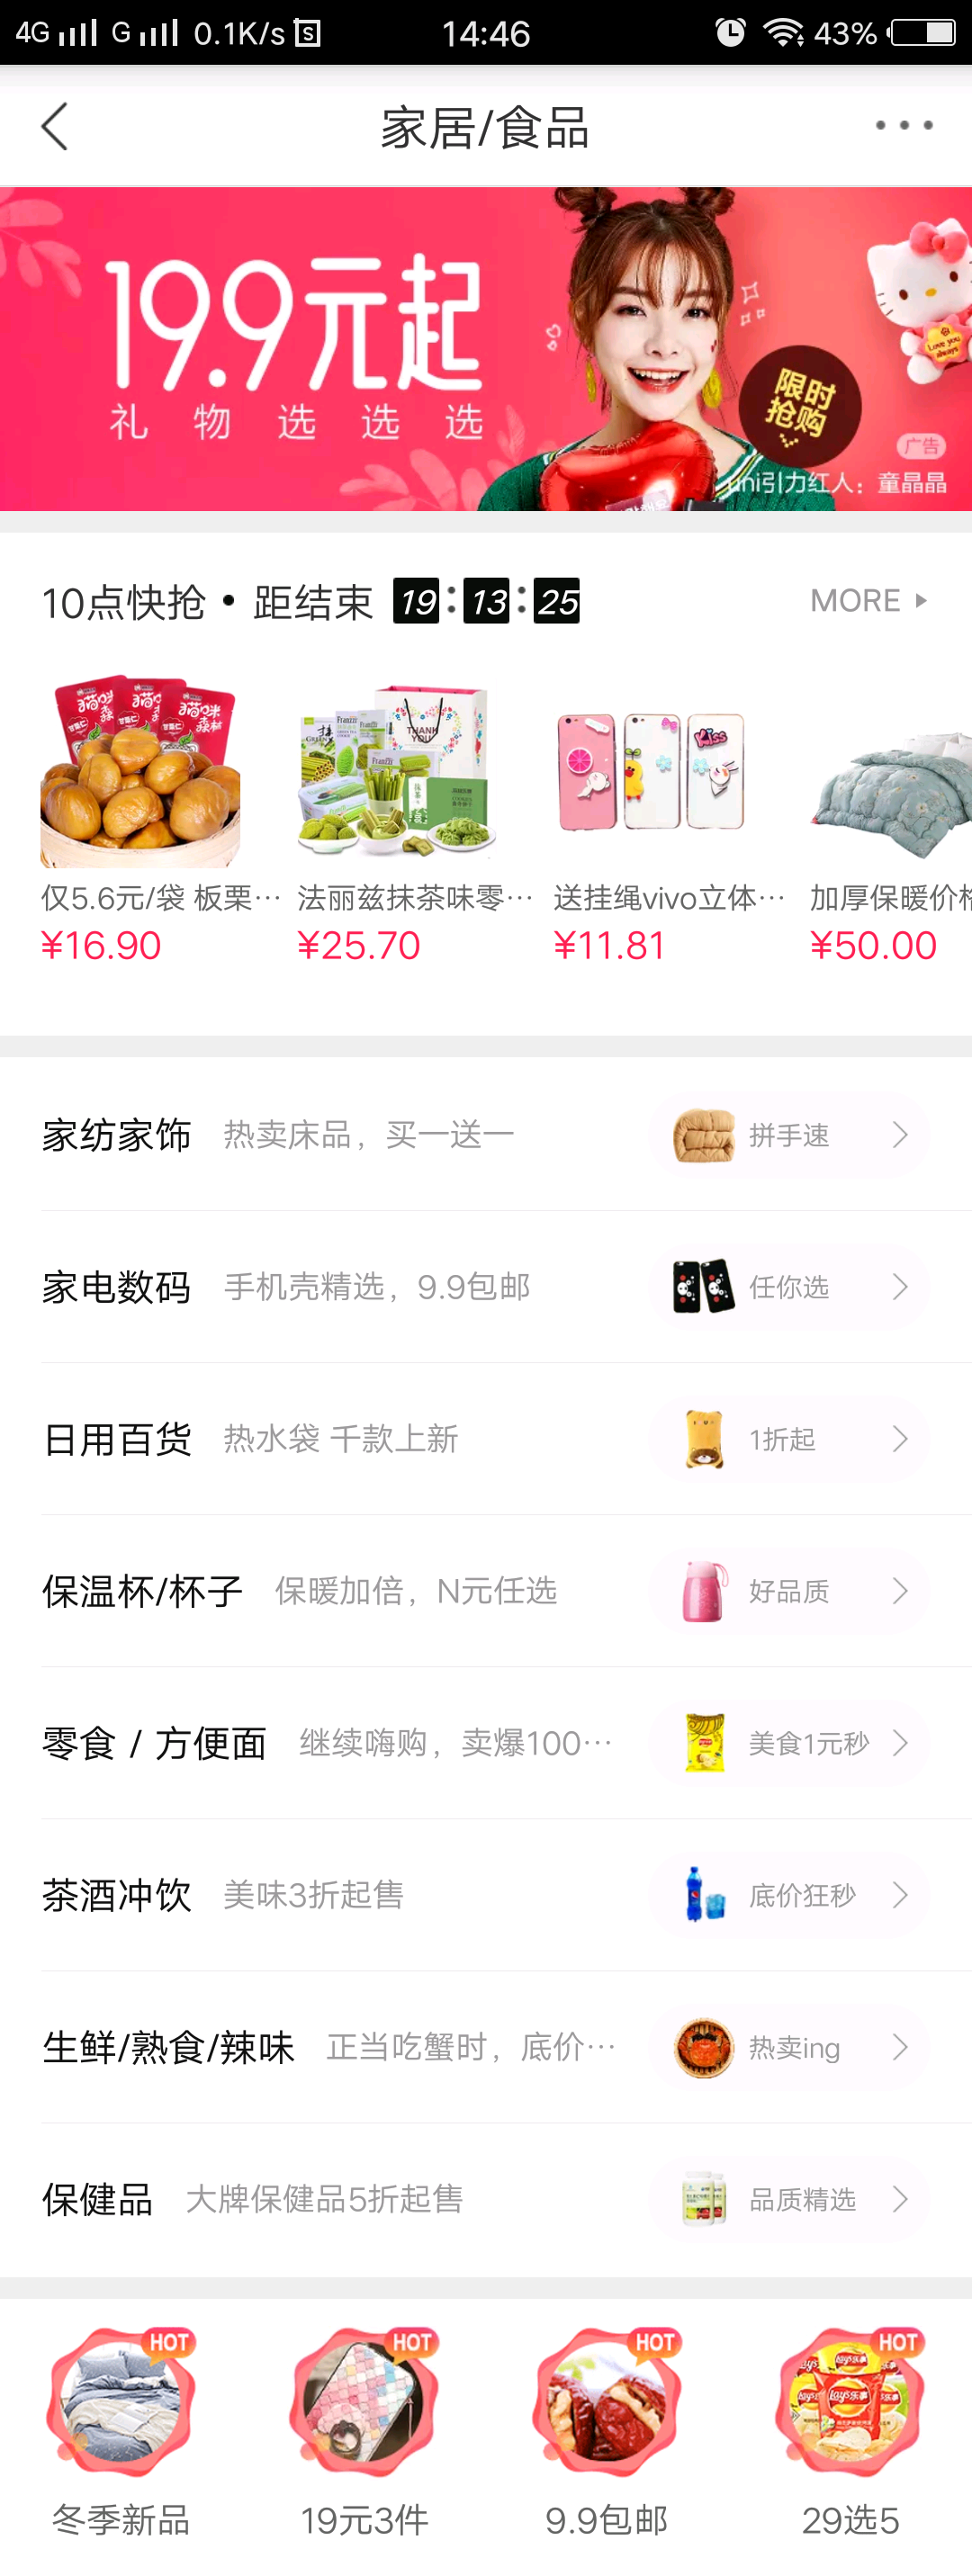 4G G 0.1K/s 14:46 43%
家居/食品
19.9元起
礼物选选选
限时
抢购
广告
uni引力红人：童晶晶
10点快抢 · 距结束 19:13:25 MORE
仅5.6元/袋 板栗… 法丽兹抹茶味零… 送挂绳vivo立体… 加厚保暖价格
¥16.90 ¥25.70 ¥11.81 ¥50.00
家纺家饰 热卖床品，买一送一 拼手速
家电数码 手机壳精选，9.9包邮 任你选
日用百货 热水袋 千款上新 1折起
保温杯/杯子 保暖加倍，N元任选 好品质
零食 / 方便面 继续嗨购，卖爆100… 美食1元秒
茶酒冲饮 美味3折起售 底价狂秒
生鲜/熟食/辣味 正当吃蟹时，底价… 热卖ing
保健品 大牌保健品5折起售 品质精选
HOT HOT HOT HOT
冬季新品 19元3件 9.9包邮 29选5